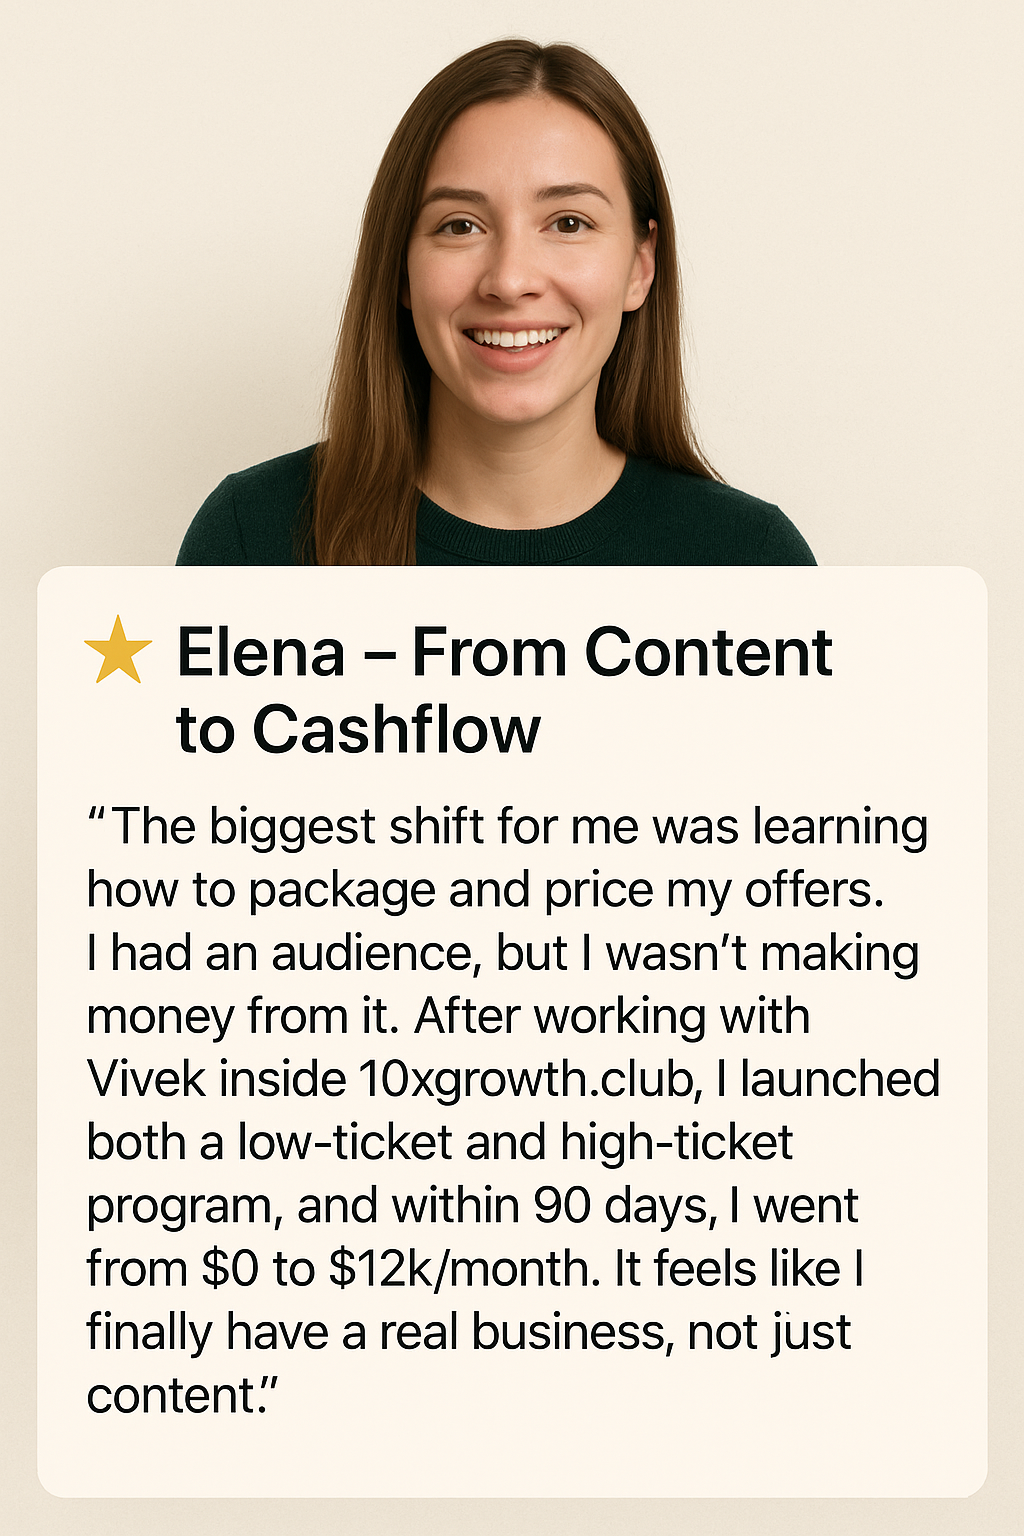 Elena – From Content
to Cashflow
“The biggest shift for me was learning
how to package and price my offers.
I had an audience, but I wasn’t making
money from it. After working with
Vivek inside 10xgrowth.club, I launched
both a low-ticket and high-ticket
program, and within 90 days, I went
from $0 to $12k/month. It feels like I
finally have a real business, not just
content.”